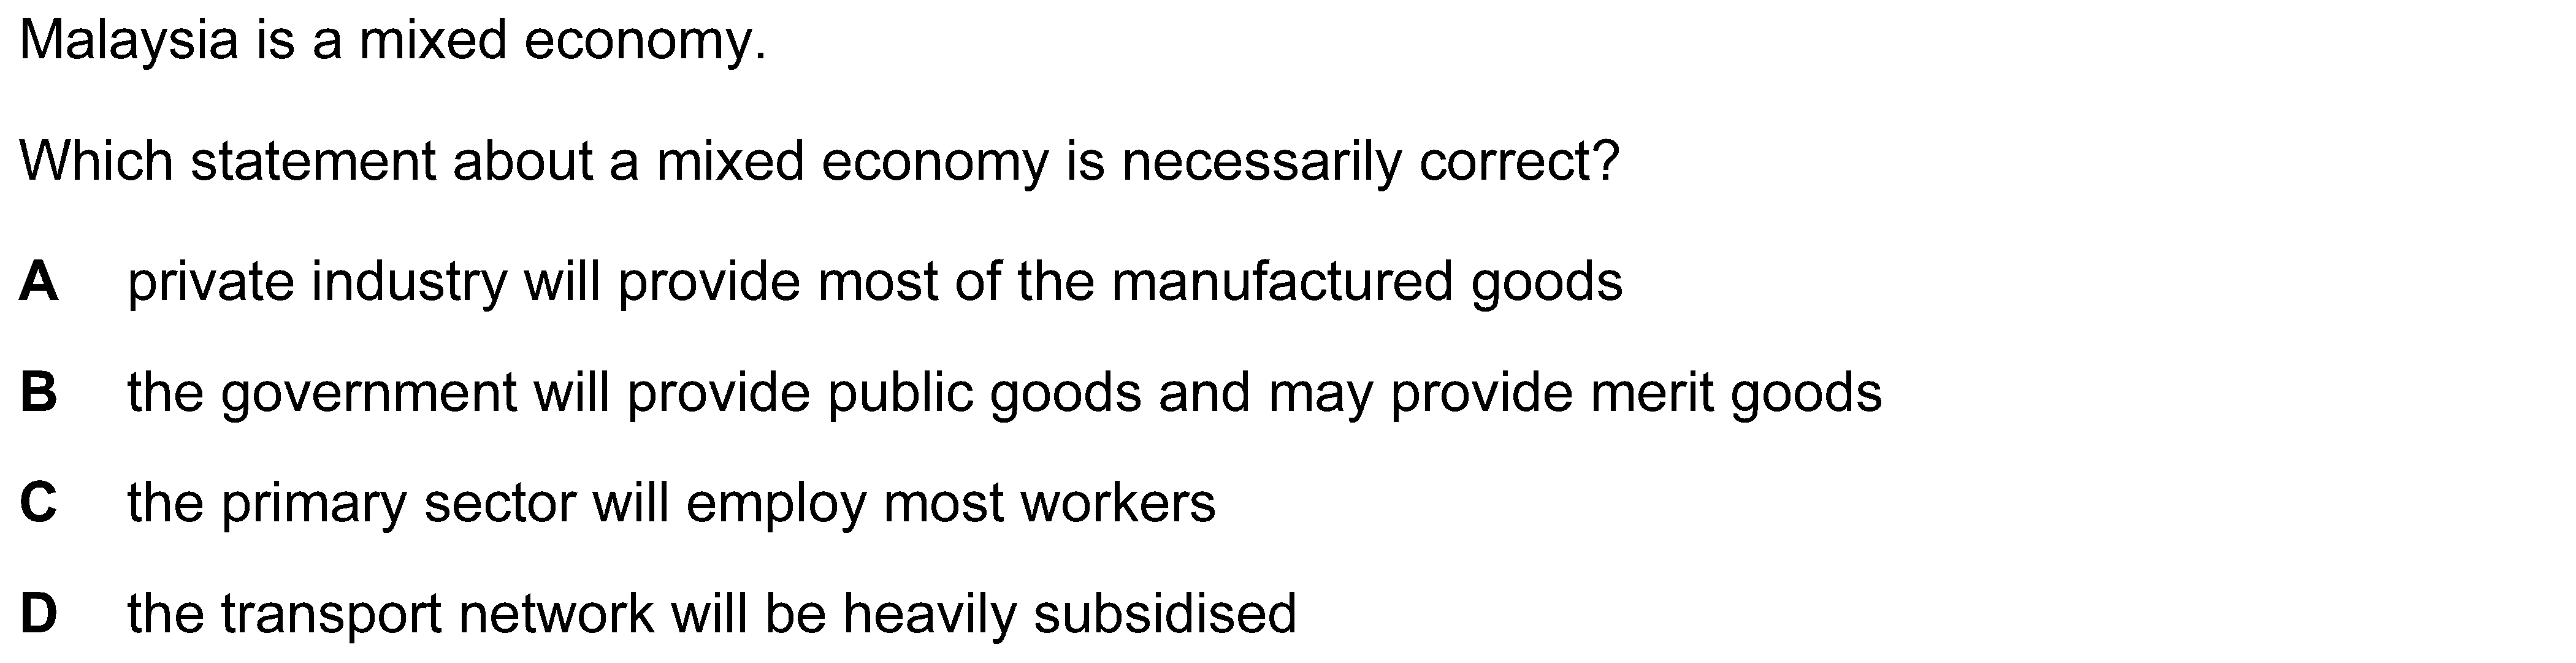 Malaysia is a mixed economy.
Which statement about a mixed economy is necessarily correct?
A private industry will provide most of the manufactured goods
B the government will provide public goods and may provide merit goods
C the primary sector will employ most workers
D the transport network will be heavily subsidised